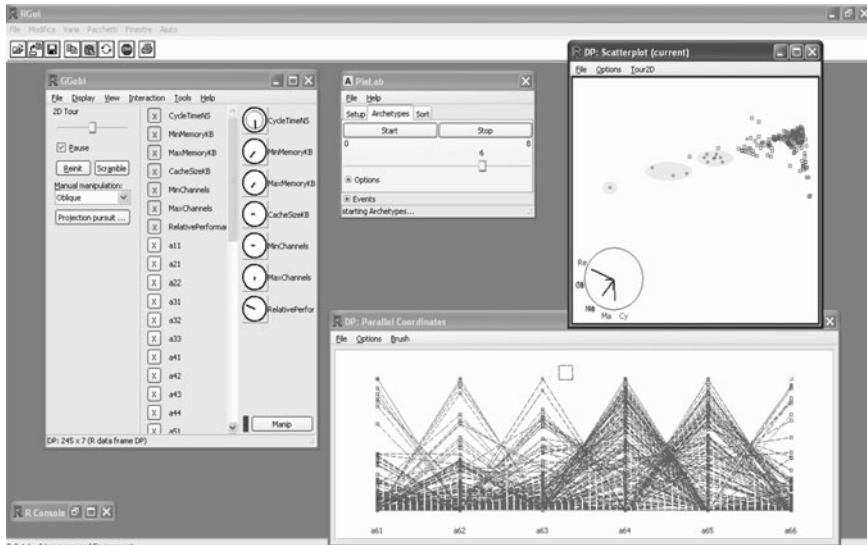 RGui
File Modifica Varie Pacchetti Finestre Aiuto
GGobi
File Display View Interaction Tools Help
2D Tour
Pause
Reinit Scramble
Manual manipulation:
Oblique
Projection pursuit ...
X CycleTimeNS
X MinMemoryKB
X MaxMemoryKB
X CacheSizeKB
X MinChannels
X MaxChannels
X RelativePerforma
X a11
X a21
X a22
X a31
X a32
X a33
X a41
X a42
X a43
X a44
X a51
CycleTimeNS
MinMemoryKB
MaxMemoryKB
CacheSizeKB
MinChannels
MaxChannels
RelativePerfor
Manip
DP: 245 x 7 (R data frame DP)
A PieLab
File Help
Setup Archetypes Sort
Start Stop
0 8
6
Options
Events
starting Archetypes...
DP: Scatterplot (current)
File Options Tour2D
Re
Ma Cy
DP: Parallel Coordinates
File Options Brush
a61 a62 a63 a64 a65 a66
R Console